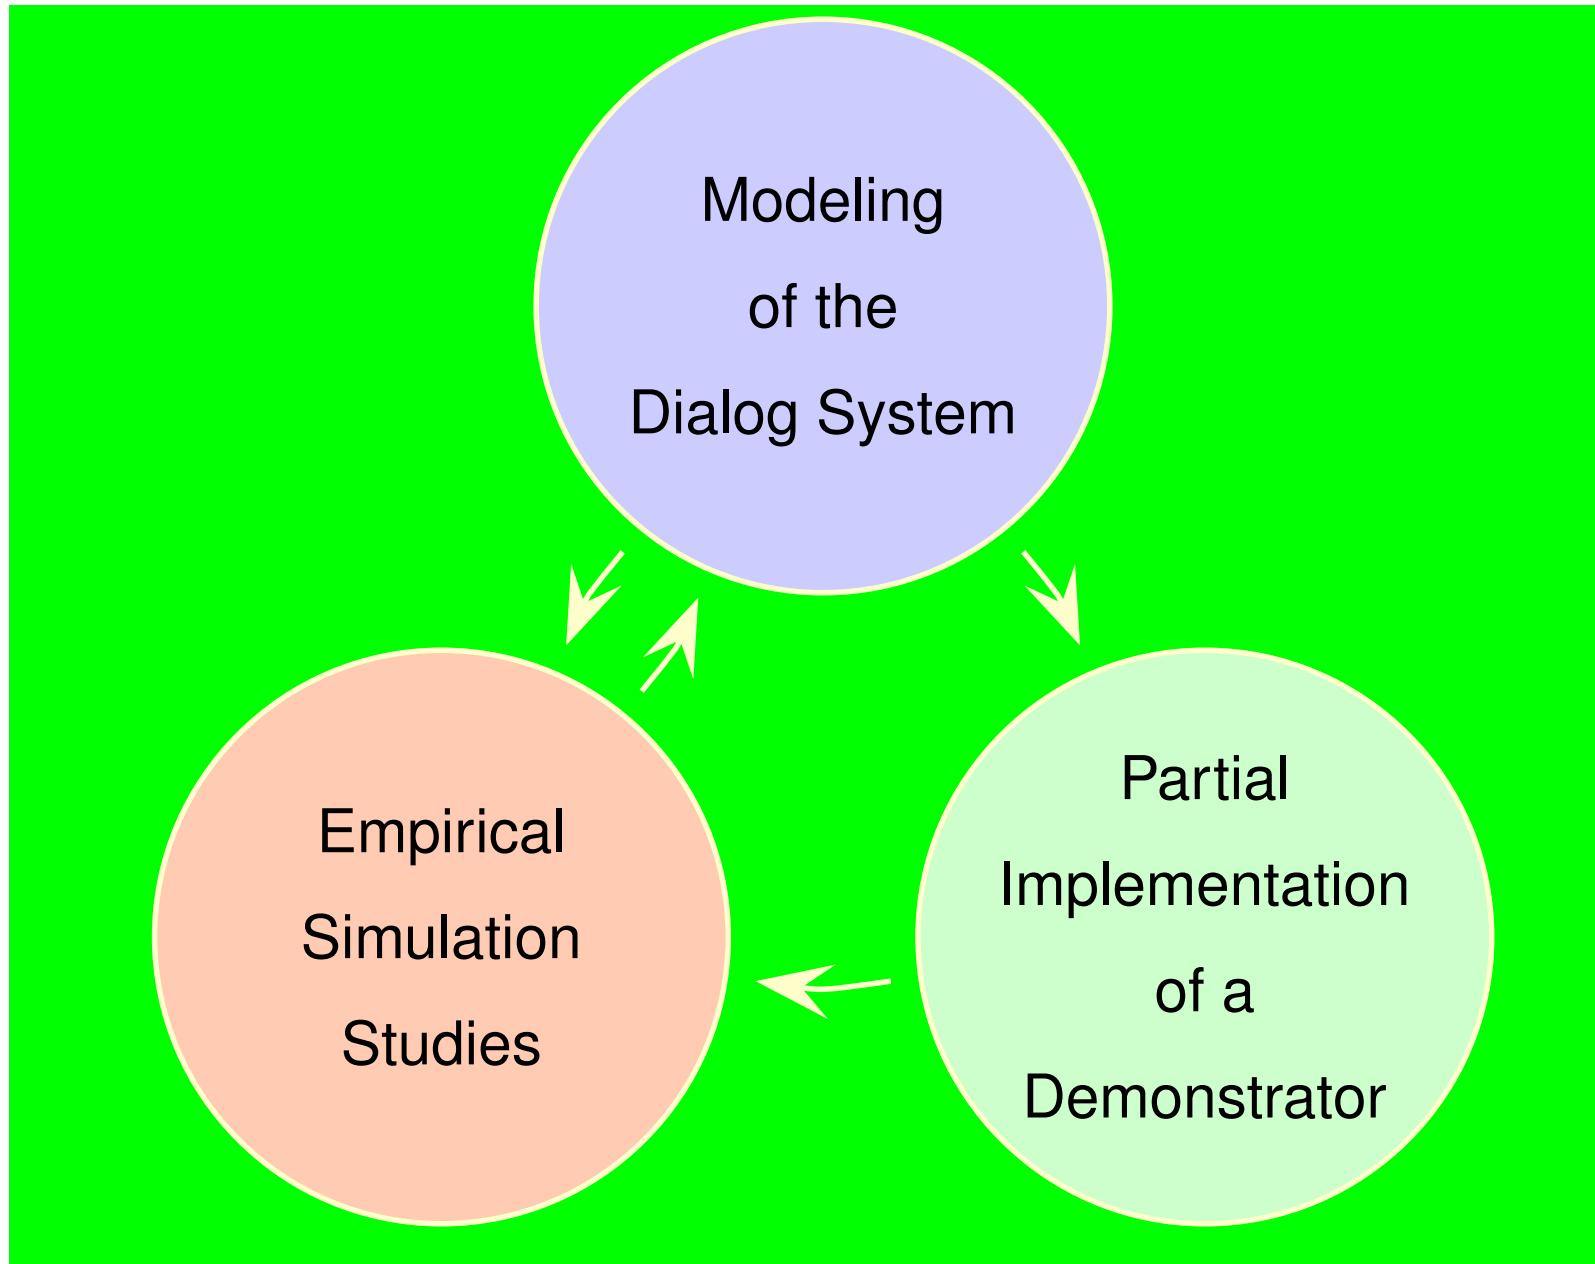 Modeling
of the
Dialog System
Empirical
Simulation
Studies
Partial
Implementation
of a
Demonstrator